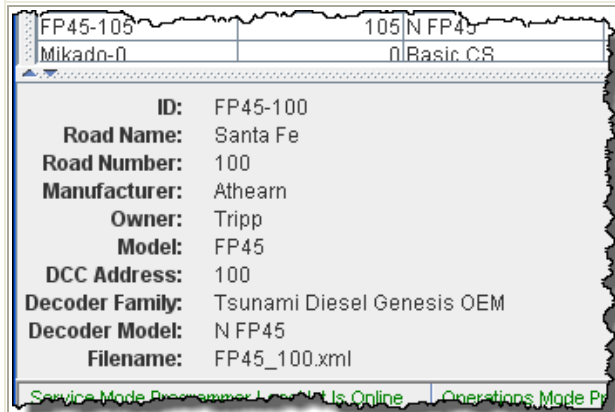 FP45-105 105 N FP45
Mikado-0 0 Basic CS
ID: FP45-100
Road Name: Santa Fe
Road Number: 100
Manufacturer: Athearn
Owner: Tripp
Model: FP45
DCC Address: 100
Decoder Family: Tsunami Diesel Genesis OEM
Decoder Model: N FP45
Filename: FP45_100.xml
Service Mode Programmer LocoNet Is Online Operations Mode Pr